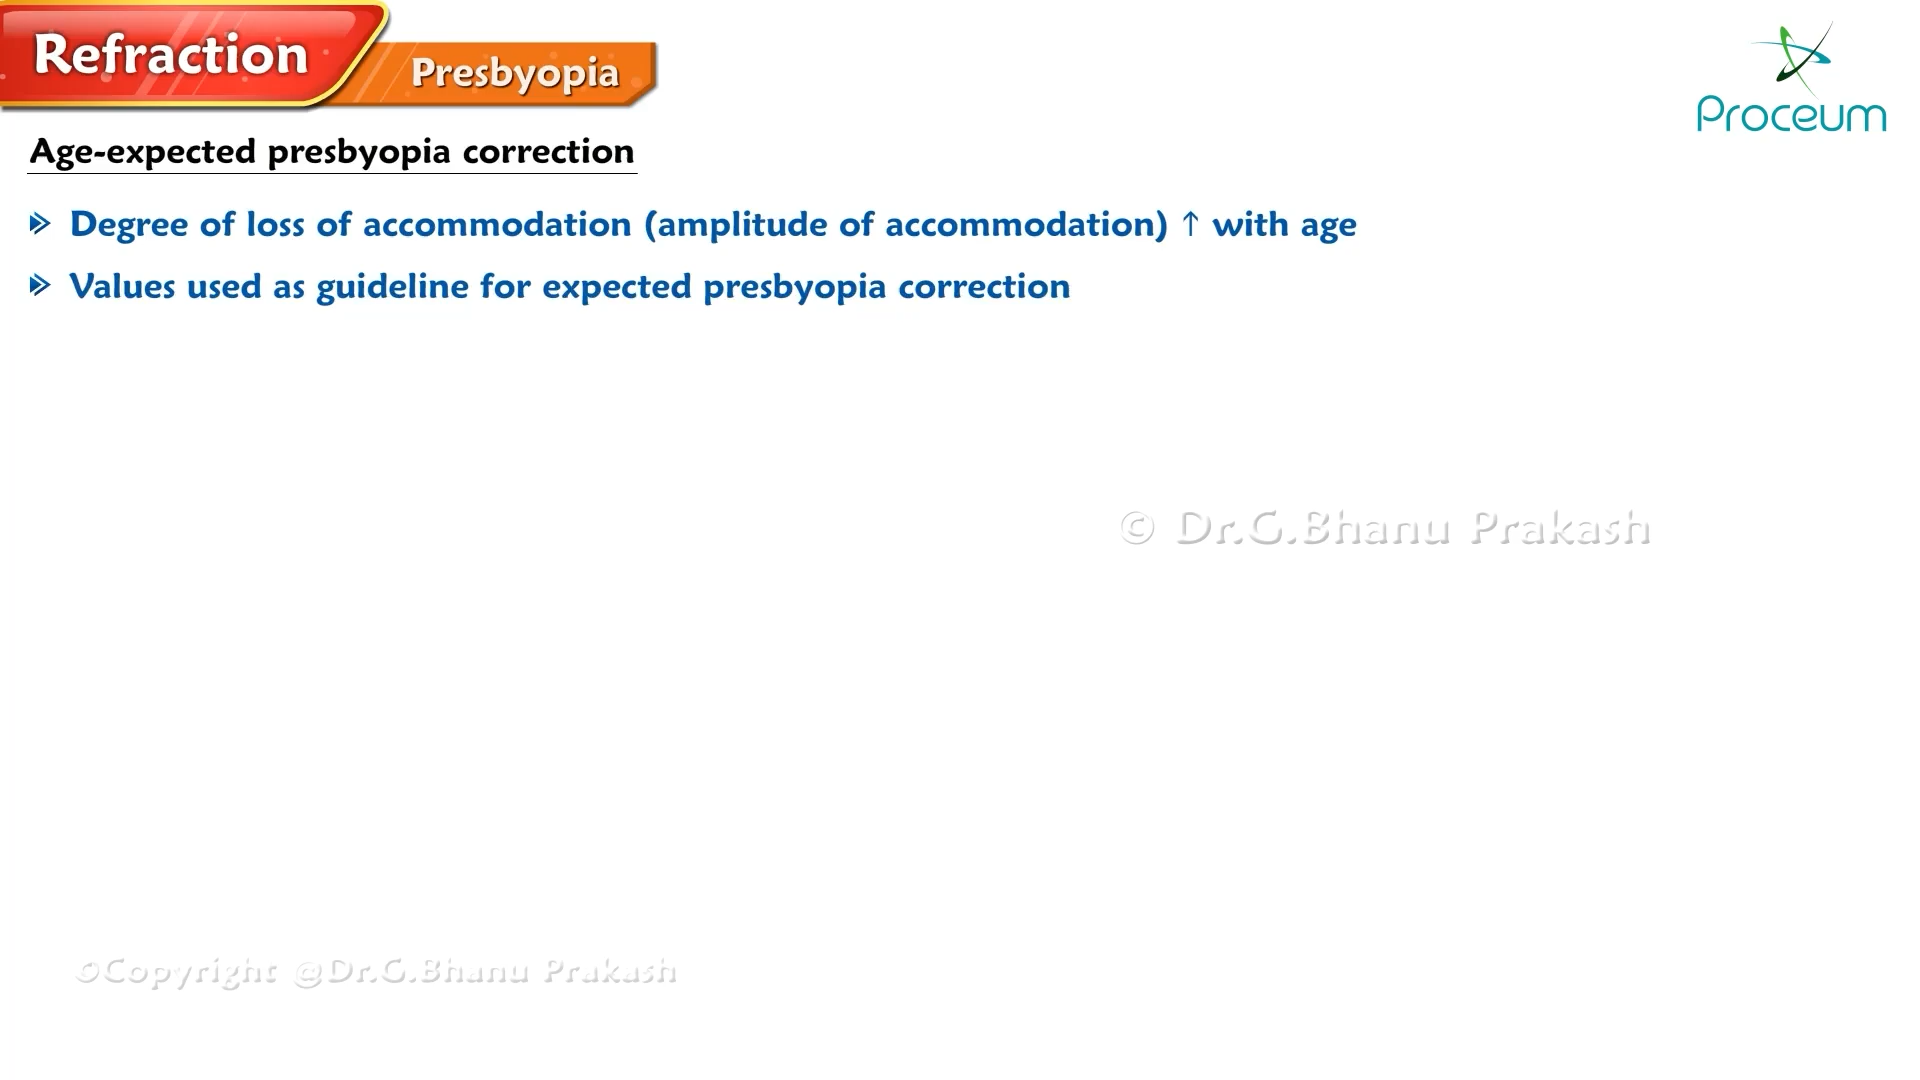 Refraction
Presbyopia
Proceum
Age-expected presbyopia correction
Degree of loss of accommodation (amplitude of accommodation) ↑ with age
Values used as guideline for expected presbyopia correction
© Dr.G.Bhanu Prakash
©Copyright @Dr.G.Bhanu Prakash